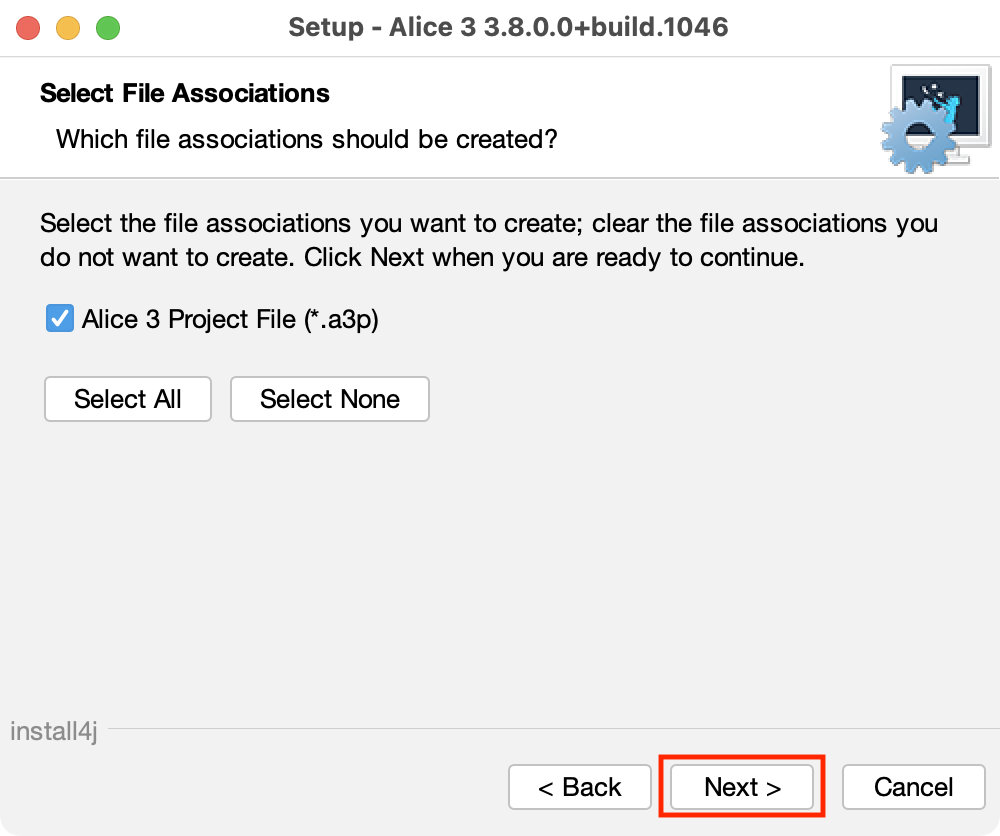 Setup - Alice 3 3.8.0.0+build.1046
Select File Associations
Which file associations should be created?
Select the file associations you want to create; clear the file associations you
do not want to create. Click Next when you are ready to continue.
Alice 3 Project File (*.a3p)
Select All
Select None
install4j
< Back
Next >
Cancel